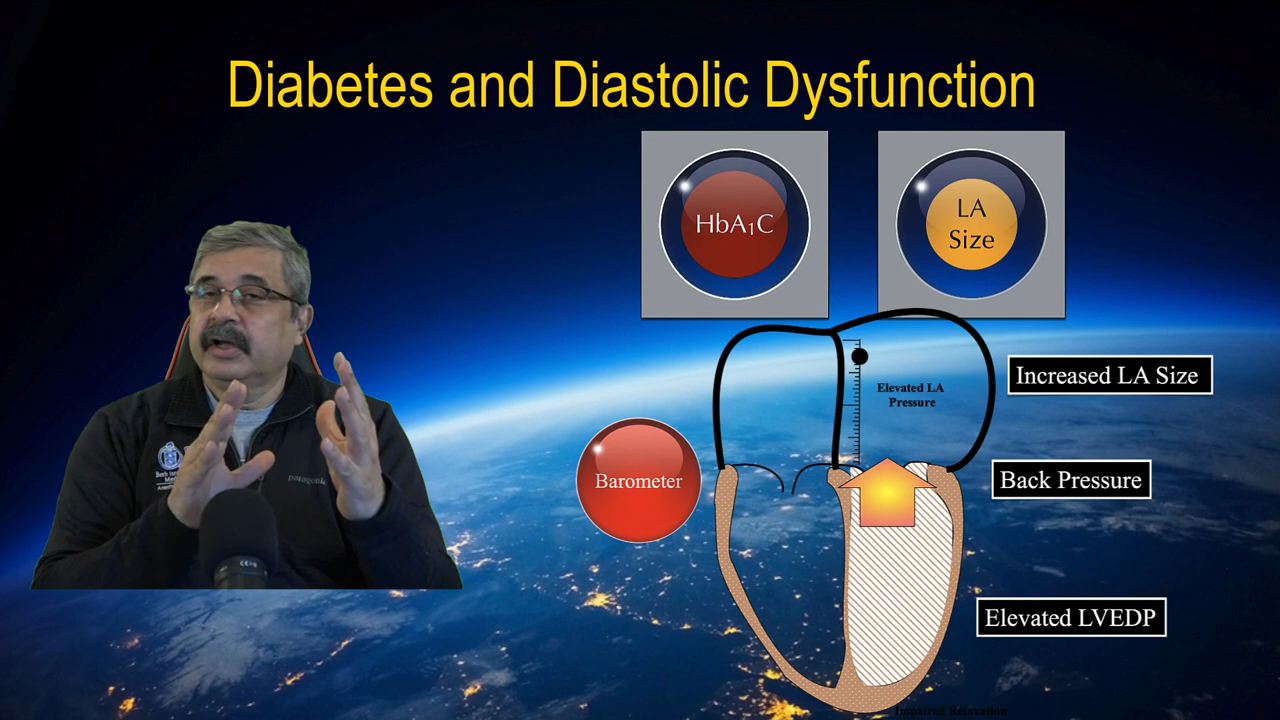 Diabetes and Diastolic Dysfunction
HbA₁C
LA
Size
Elevated LA
Pressure
Increased LA Size
Barometer
Back Pressure
Elevated LVEDP
Impaired Relaxation
patagonia